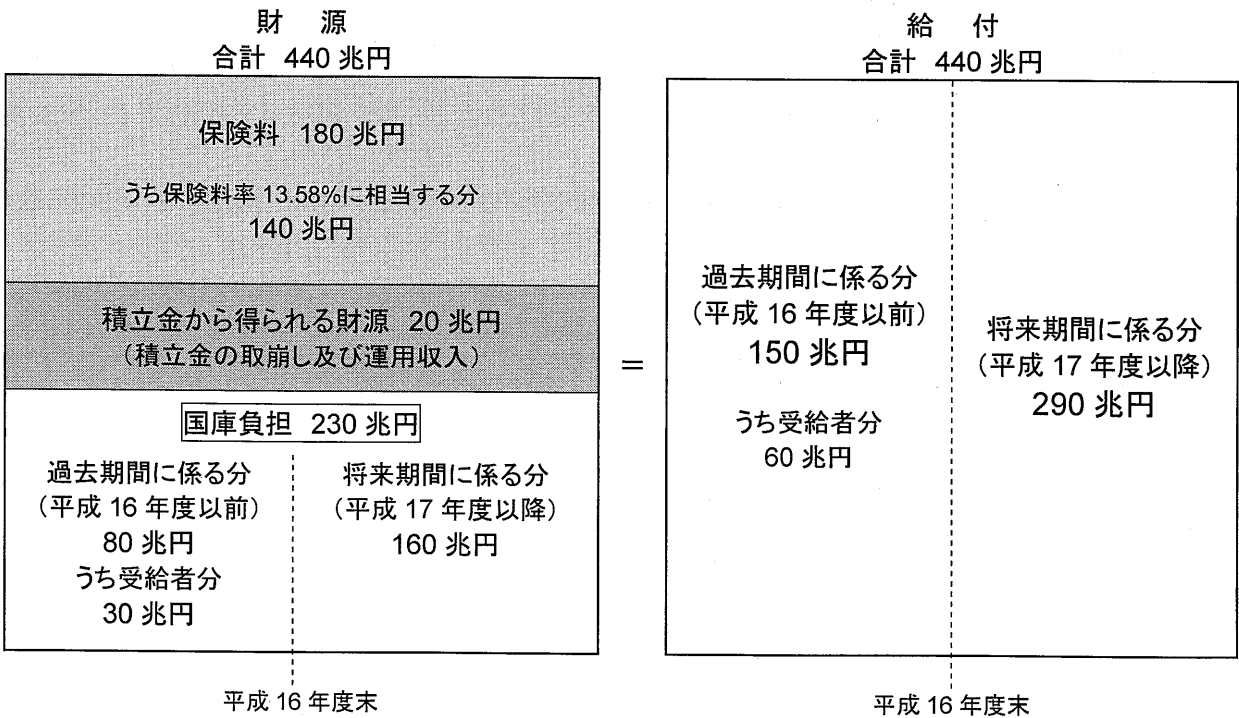 財 源
合計 440 兆円
保険料 180 兆円
うち保険料率 13.58%に相当する分
140 兆円
積立金から得られる財源 20 兆円
（積立金の取崩し及び運用収入）
国庫負担 230 兆円
過去期間に係る分
（平成 16 年度以前）
80 兆円
うち受給者分
30 兆円
将来期間に係る分
（平成 17 年度以降）
160 兆円
平成 16 年度末
＝
給 付
合計 440 兆円
過去期間に係る分
（平成 16 年度以前）
150 兆円
うち受給者分
60 兆円
将来期間に係る分
（平成 17 年度以降）
290 兆円
平成 16 年度末